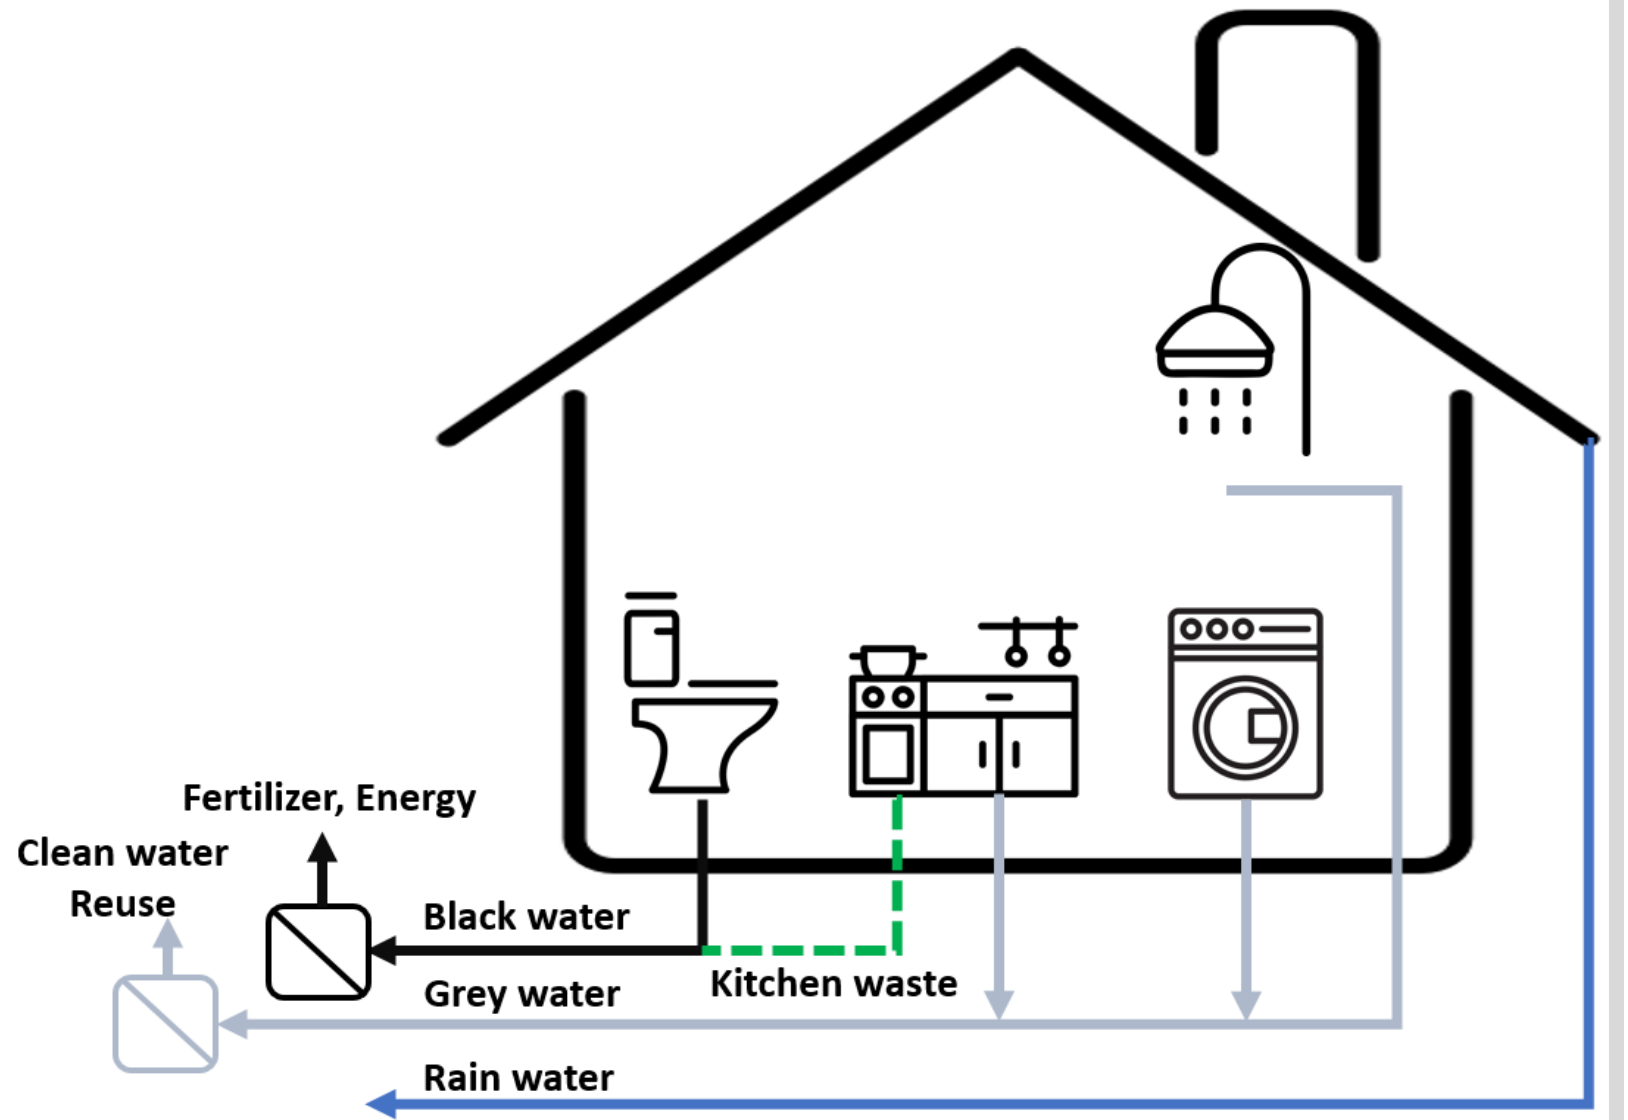 Fertilizer, Energy
Clean water
Reuse
Black water
Kitchen waste
Grey water
Rain water